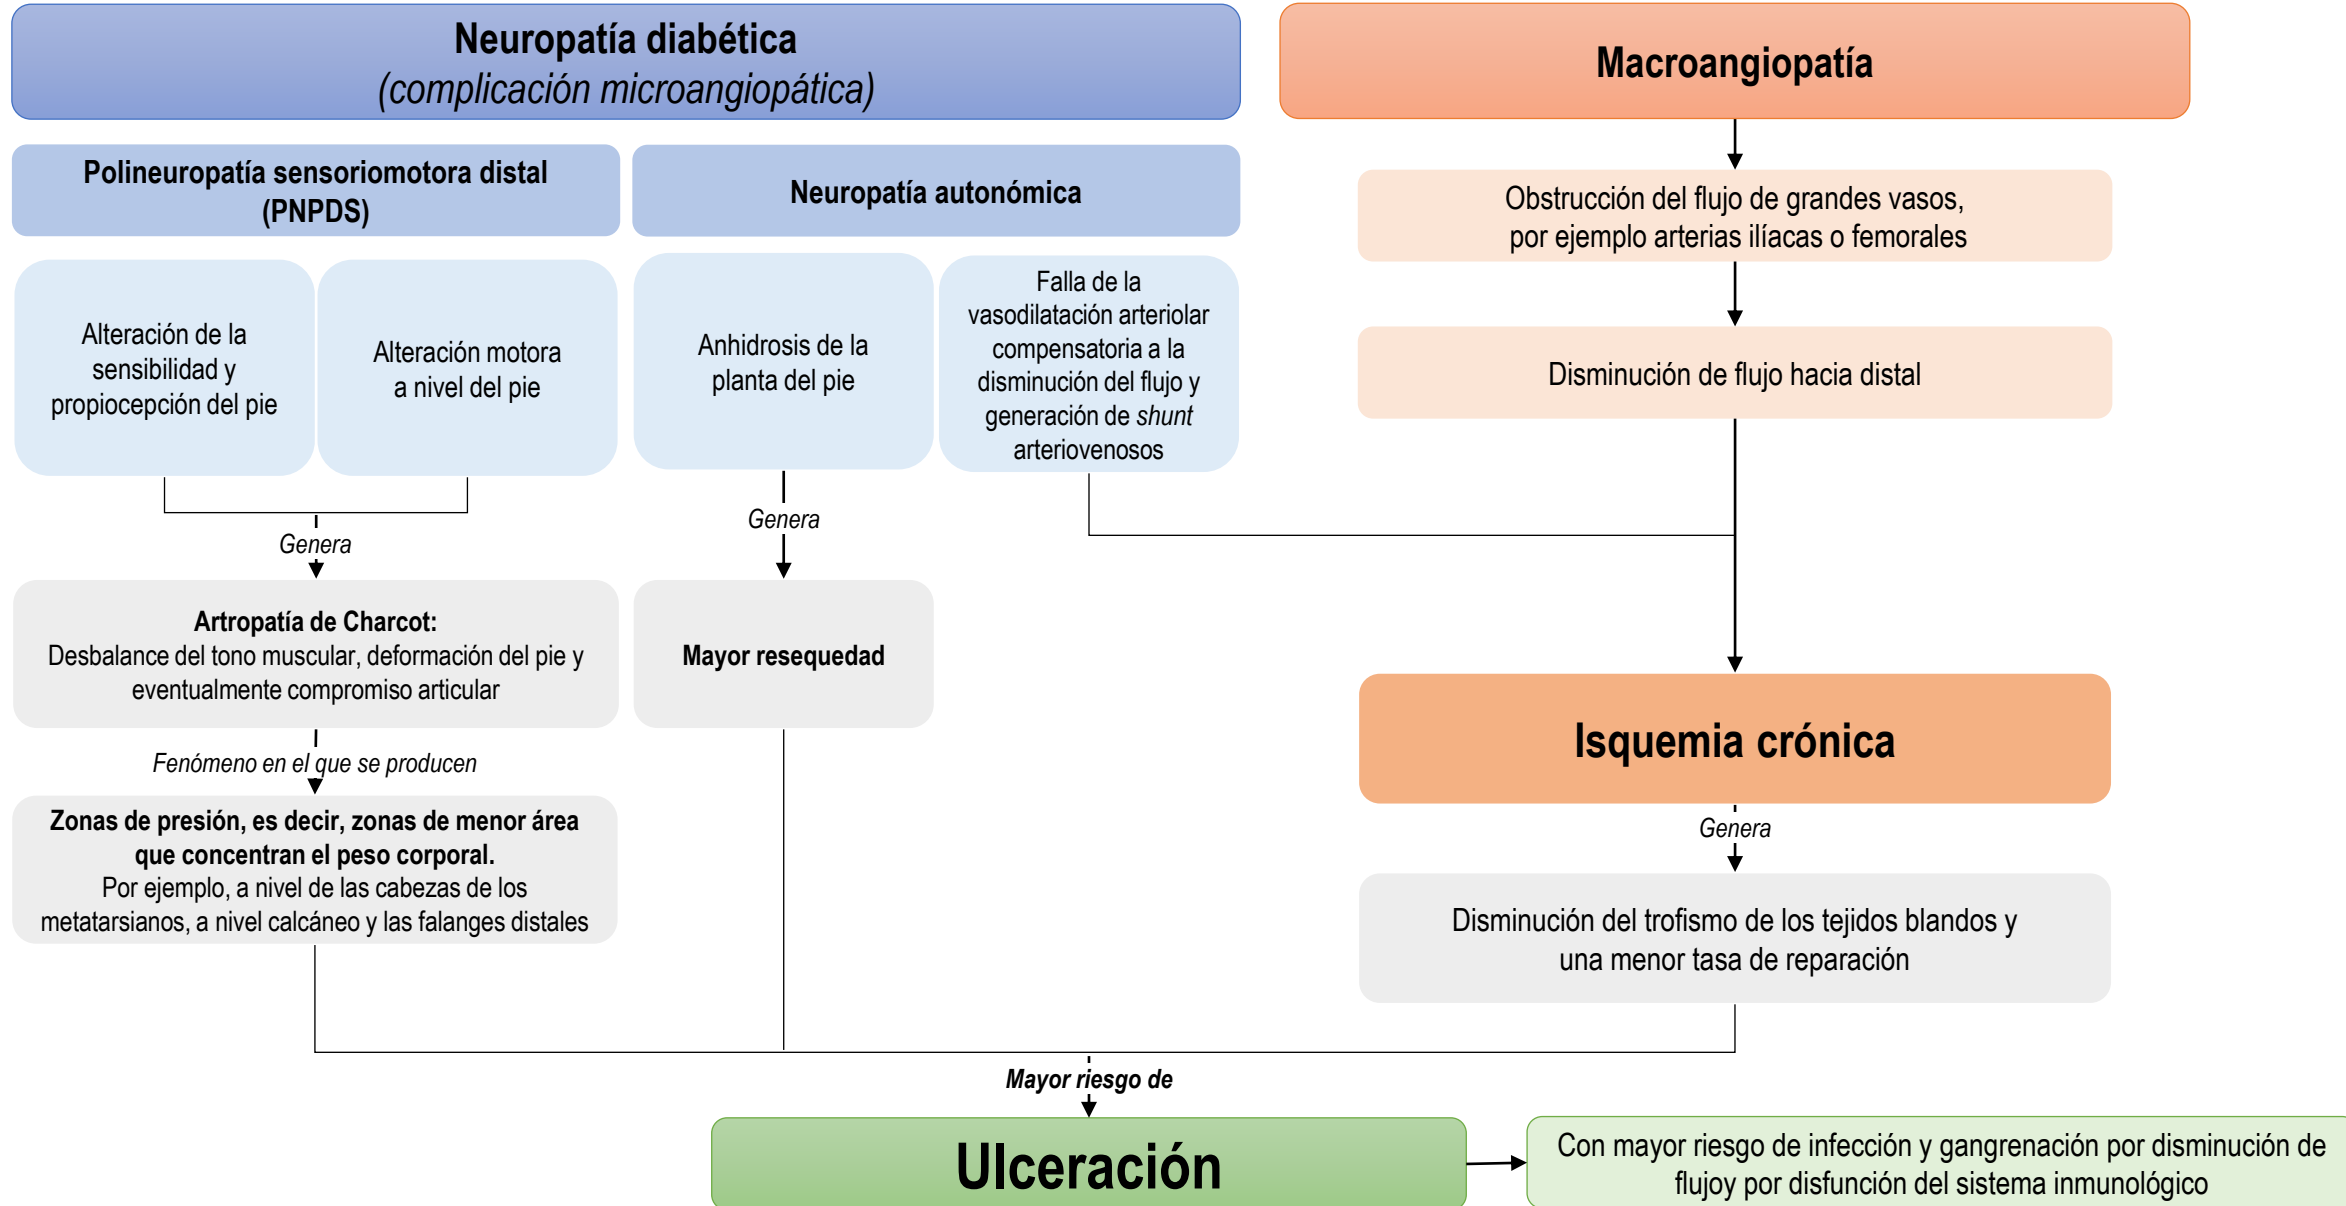 Neuropatía diabética
(complicación microangiopática)
Macroangiopatía
Polineuropatía sensoriomotora distal
(PNPDS)
Neuropatía autonómica
Obstrucción del flujo de grandes vasos,
por ejemplo arterias ilíacas o femorales
Alteración de la
sensibilidad y
propiocepción del pie
Alteración motora
a nivel del pie
Anhidrosis de la
planta del pie
Falla de la
vasodilatación arteriolar
compensatoria a la
disminución del flujo y
generación de shunt
arteriovenosos
Disminución de flujo hacia distal
Genera
Genera
Artropatía de Charcot:
Desbalance del tono muscular, deformación del pie y
eventualmente compromiso articular
Mayor resequedad
Isquemia crónica
Fenómeno en el que se producen
Zonas de presión, es decir, zonas de menor área
que concentran el peso corporal.
Por ejemplo, a nivel de las cabezas de los
metatarsianos, a nivel calcáneo y las falanges distales
Genera
Disminución del trofismo de los tejidos blandos y
una menor tasa de reparación
Mayor riesgo de
Ulceración
Con mayor riesgo de infección y gangrenación por disminución de
flujoy por disfunción del sistema inmunológico